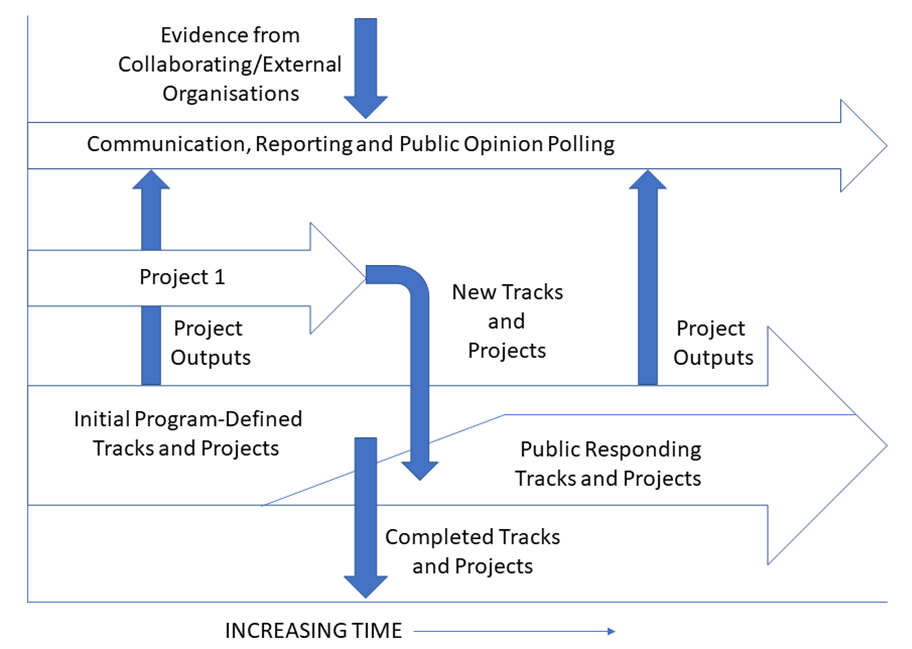 Evidence from
Collaborating/External
Organisations
Communication, Reporting and Public Opinion Polling
Project 1
Project
Outputs
New Tracks
and
Projects
Project
Outputs
Initial Program-Defined
Tracks and Projects
Public Responding
Tracks and Projects
Completed Tracks
and Projects
INCREASING TIME